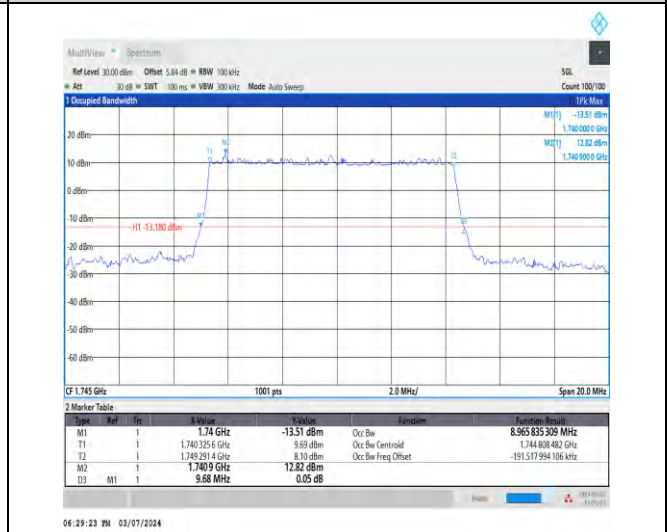 MultiView Spectrum
Ref Level 30.00 dBm Offset 5.84 dB RBW 100 kHz SGL
Att 30 dB SWT 100 ms VBW 300 kHz Mode Auto Sweep Count 100/100
1 Occupied Bandwidth 1Pk Max
M1[1] -13.51 dBm
1.740 000 0 GHz
M2[1] 12.82 dBm
1.740 900 0 GHz
20 dBm
M2
T1
T2
10 dBm
0 dBm
-10 dBm
M1
H1 -13.180 dBm
-20 dBm
-30 dBm
-40 dBm
-50 dBm
-60 dBm
CF 1.745 GHz 1001 pts 2.0 MHz/ Span 20.0 MHz
2 Marker Table
Type Ref Trc X-Value Y-Value Function Function Result
M1 1 1.74 GHz -13.51 dBm Occ Bw 8.965 835 309 MHz
T1 1 1.740 325 6 GHz 9.69 dBm Occ Bw Centroid 1.744 808 482 GHz
T2 1 1.749 291 4 GHz 8.10 dBm Occ Bw Freq Offset -191.517 994 106 kHz
M2 1 1.740 9 GHz 12.82 dBm
D3 M1 1 9.68 MHz 0.05 dB
06:29:23 PM 03/07/2024